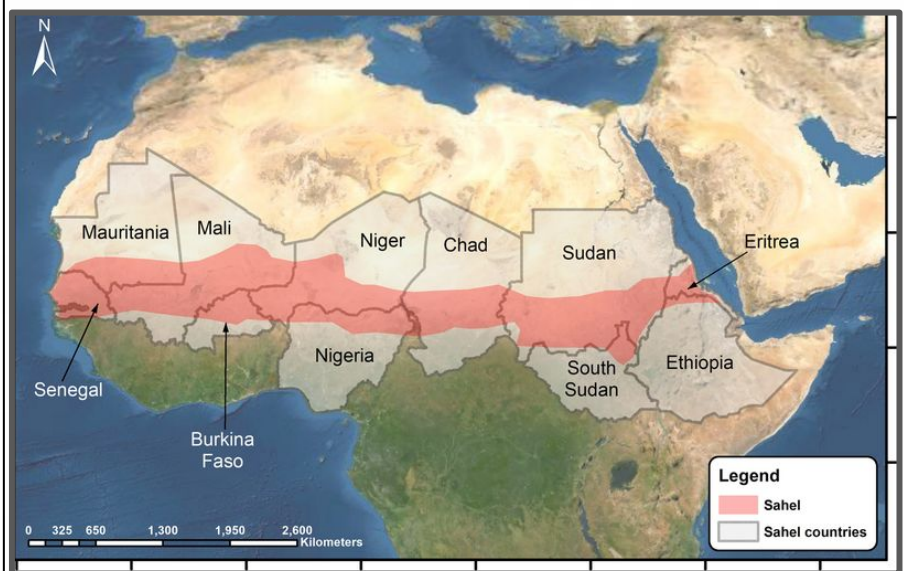 N
Mauritania
Mali
Niger
Chad
Sudan
Eritrea
Nigeria
South
Sudan
Ethiopia
Senegal
Burkina
Faso
Legend
Sahel
Sahel countries
0 325 650 1,300 1,950 2,600
Kilometers